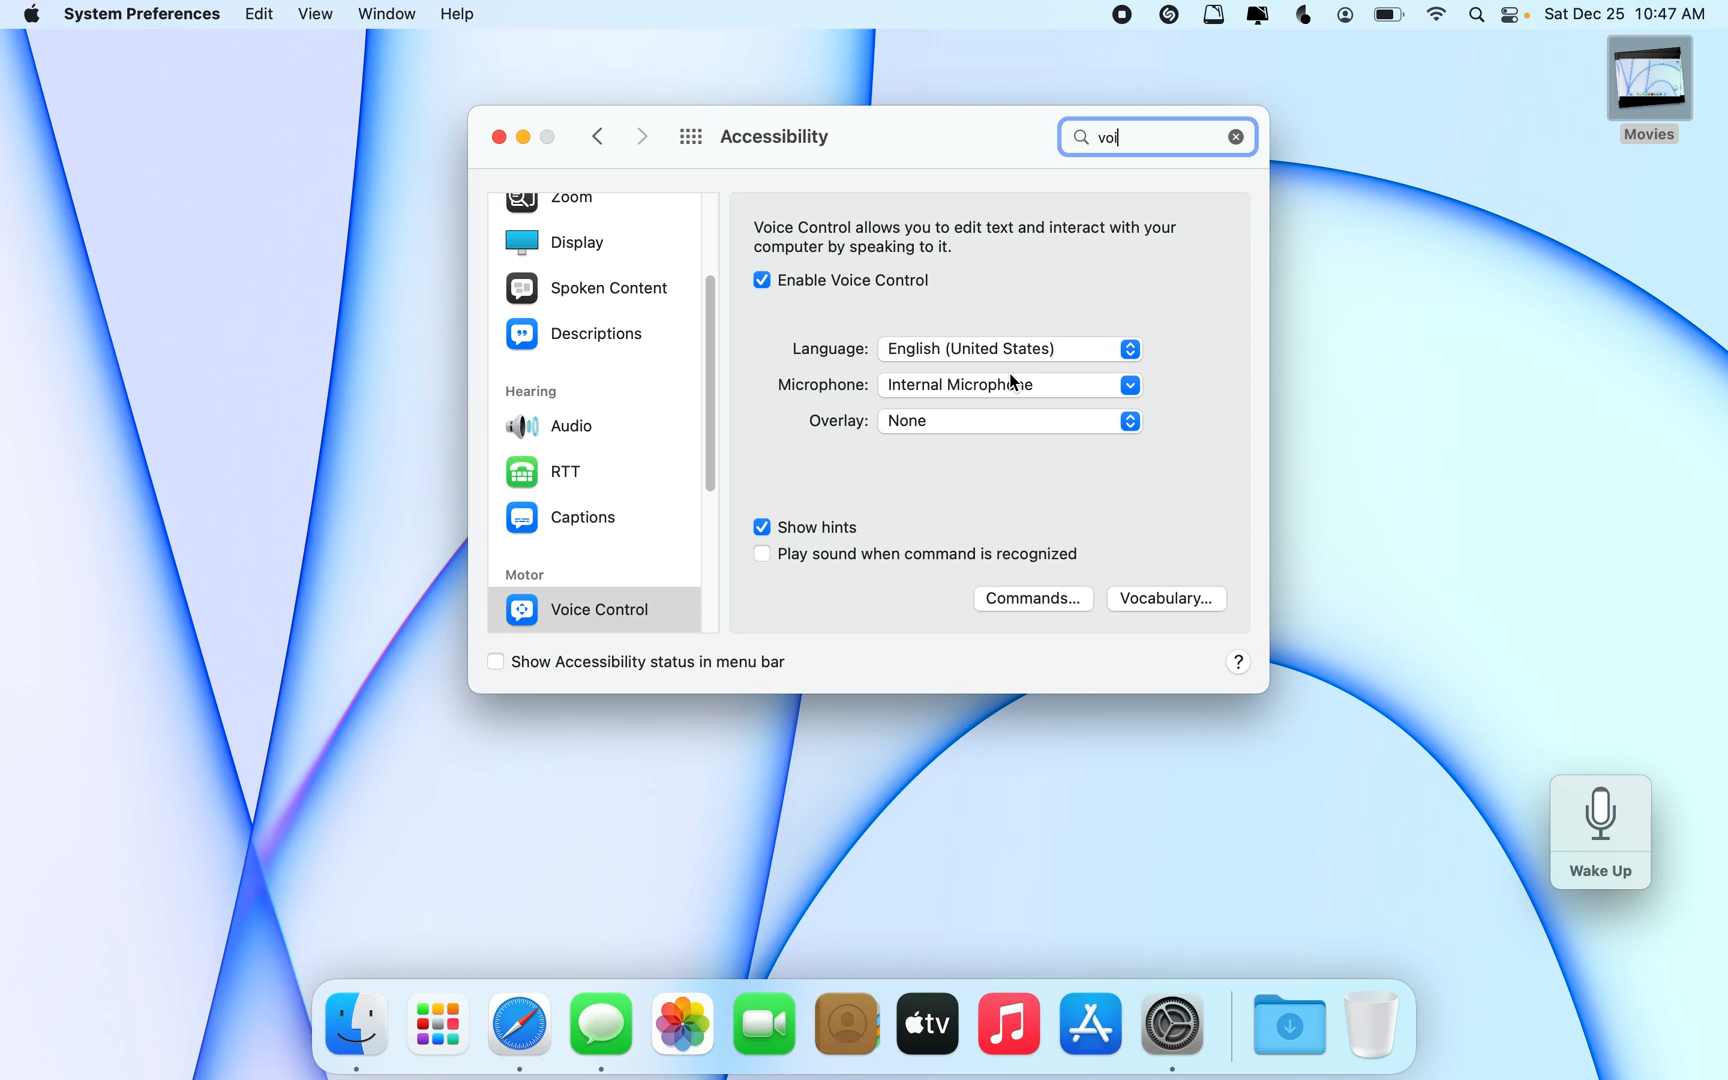 System Preferences Edit View Window Help
Sat Dec 25 10:47 AM
Movies
Accessibility
voi
Zoom
Display
Spoken Content
Descriptions
Hearing
Audio
RTT
Captions
Motor
Voice Control
Voice Control allows you to edit text and interact with your
computer by speaking to it.
Enable Voice Control
Language: English (United States)
Microphone: Internal Microphone
Overlay: None
Show hints
Play sound when command is recognized
Commands... Vocabulary...
Show Accessibility status in menu bar
?
Wake Up
tv